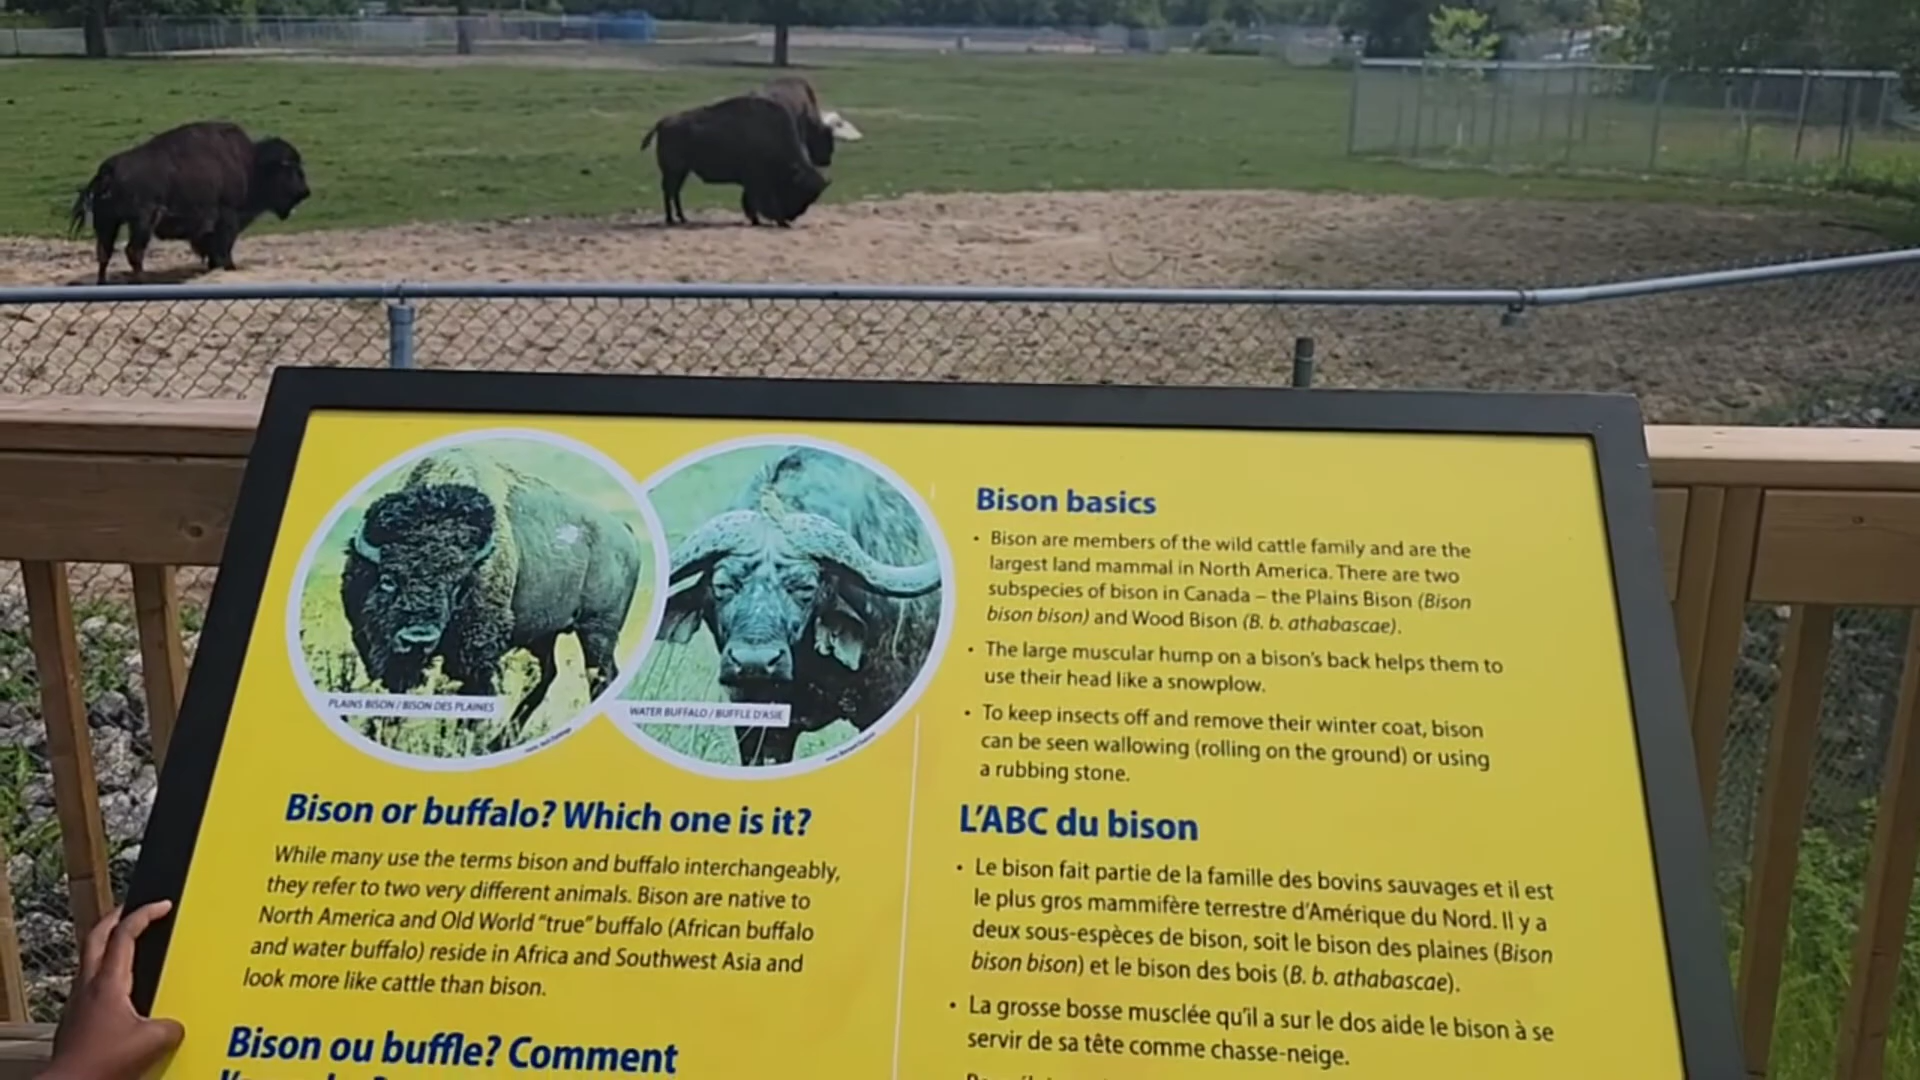 PLAINS BISON / BISON DES PLAINES
WATER BUFFALO / BUFFLE D'ASIE
Bison or buffalo? Which one is it?
While many use the terms bison and buffalo interchangeably,
they refer to two very different animals. Bison are native to
North America and Old World "true" buffalo (African buffalo
and water buffalo) reside in Africa and Southwest Asia and
look more like cattle than bison.
Bison ou buffle? Comment
Bison basics
• Bison are members of the wild cattle family and are the
largest land mammal in North America. There are two
subspecies of bison in Canada – the Plains Bison (Bison
bison bison) and Wood Bison (B. b. athabascae).
• The large muscular hump on a bison's back helps them to
use their head like a snowplow.
• To keep insects off and remove their winter coat, bison
can be seen wallowing (rolling on the ground) or using
a rubbing stone.
L'ABC du bison
• Le bison fait partie de la famille des bovins sauvages et il est
le plus gros mammifère terrestre d'Amérique du Nord. Il y a
deux sous-espèces de bison, soit le bison des plaines (Bison
bison bison) et le bison des bois (B. b. athabascae).
• La grosse bosse musclée qu'il a sur le dos aide le bison à se
servir de sa tête comme chasse-neige.